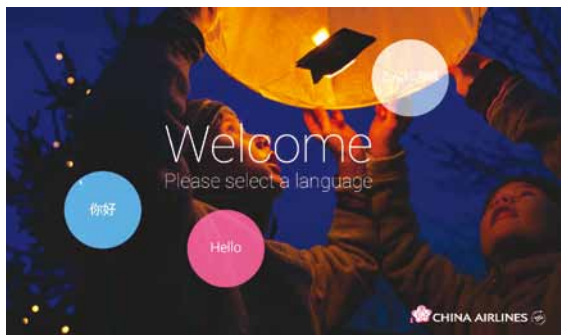 Welcome
Please select a language
你好
Hello
CHINA AIRLINES